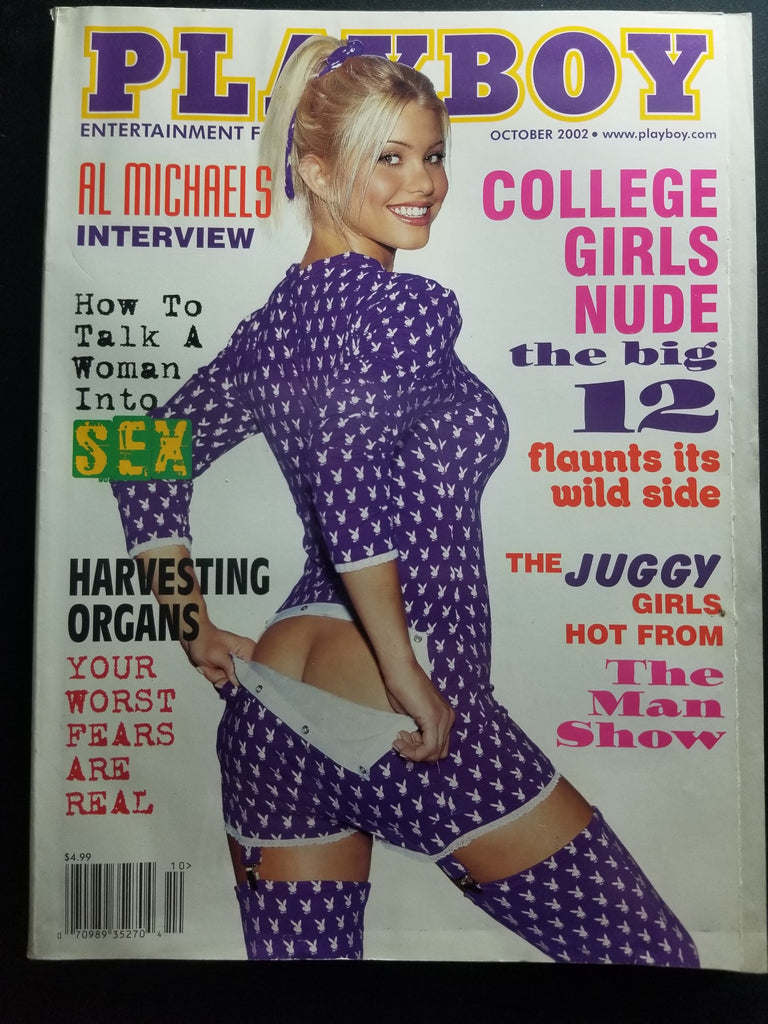 PLAYBOY
ENTERTAINMENT F
OCTOBER 2002 • www.playboy.com
AL MICHAELS
INTERVIEW
How To
Talk A
Woman
Into
SEX
HARVESTING
ORGANS
YOUR
WORST
FEARS
ARE
REAL
COLLEGE
GIRLS
NUDE
the big
12
flaunts its
wild side
THE JUGGY
GIRLS
HOT FROM
The
Man
Show
$4.99
10>
0 70989 35270 4